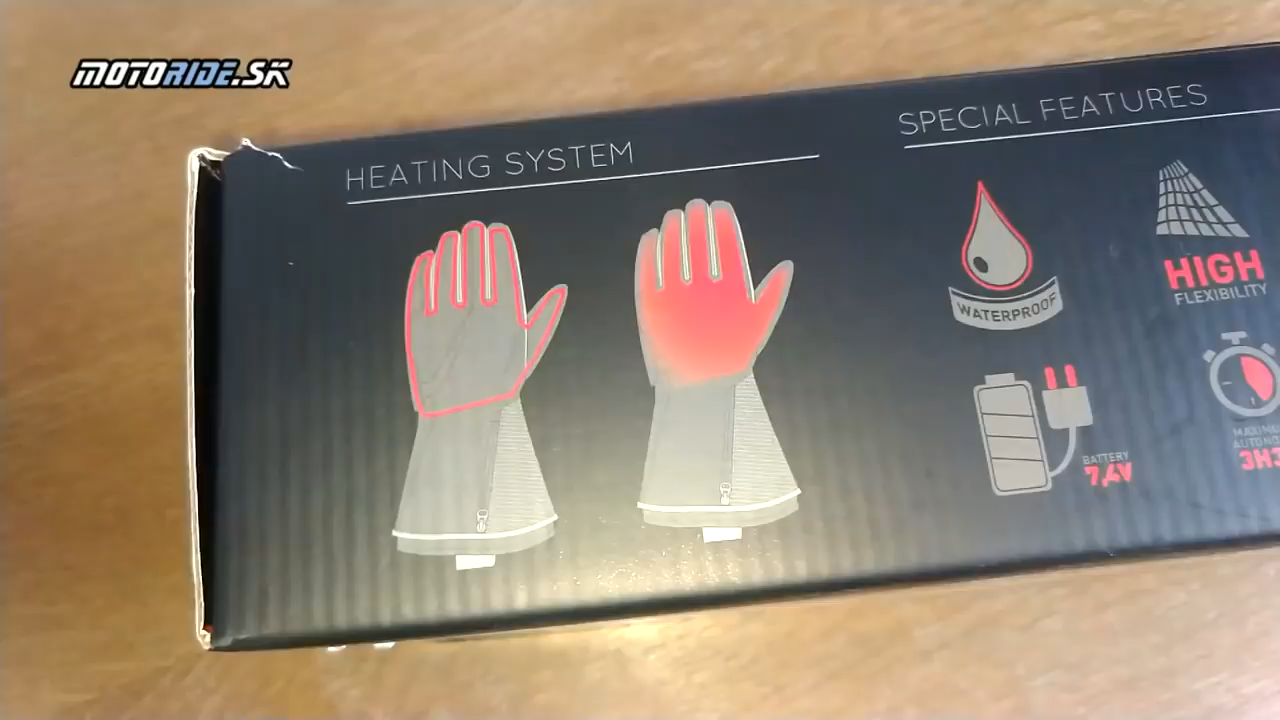 MOTORIDE.SK
HEATING SYSTEM
SPECIAL FEATURES
WATERPROOF
HIGH
FLEXIBILITY
BATTERY
7,4V